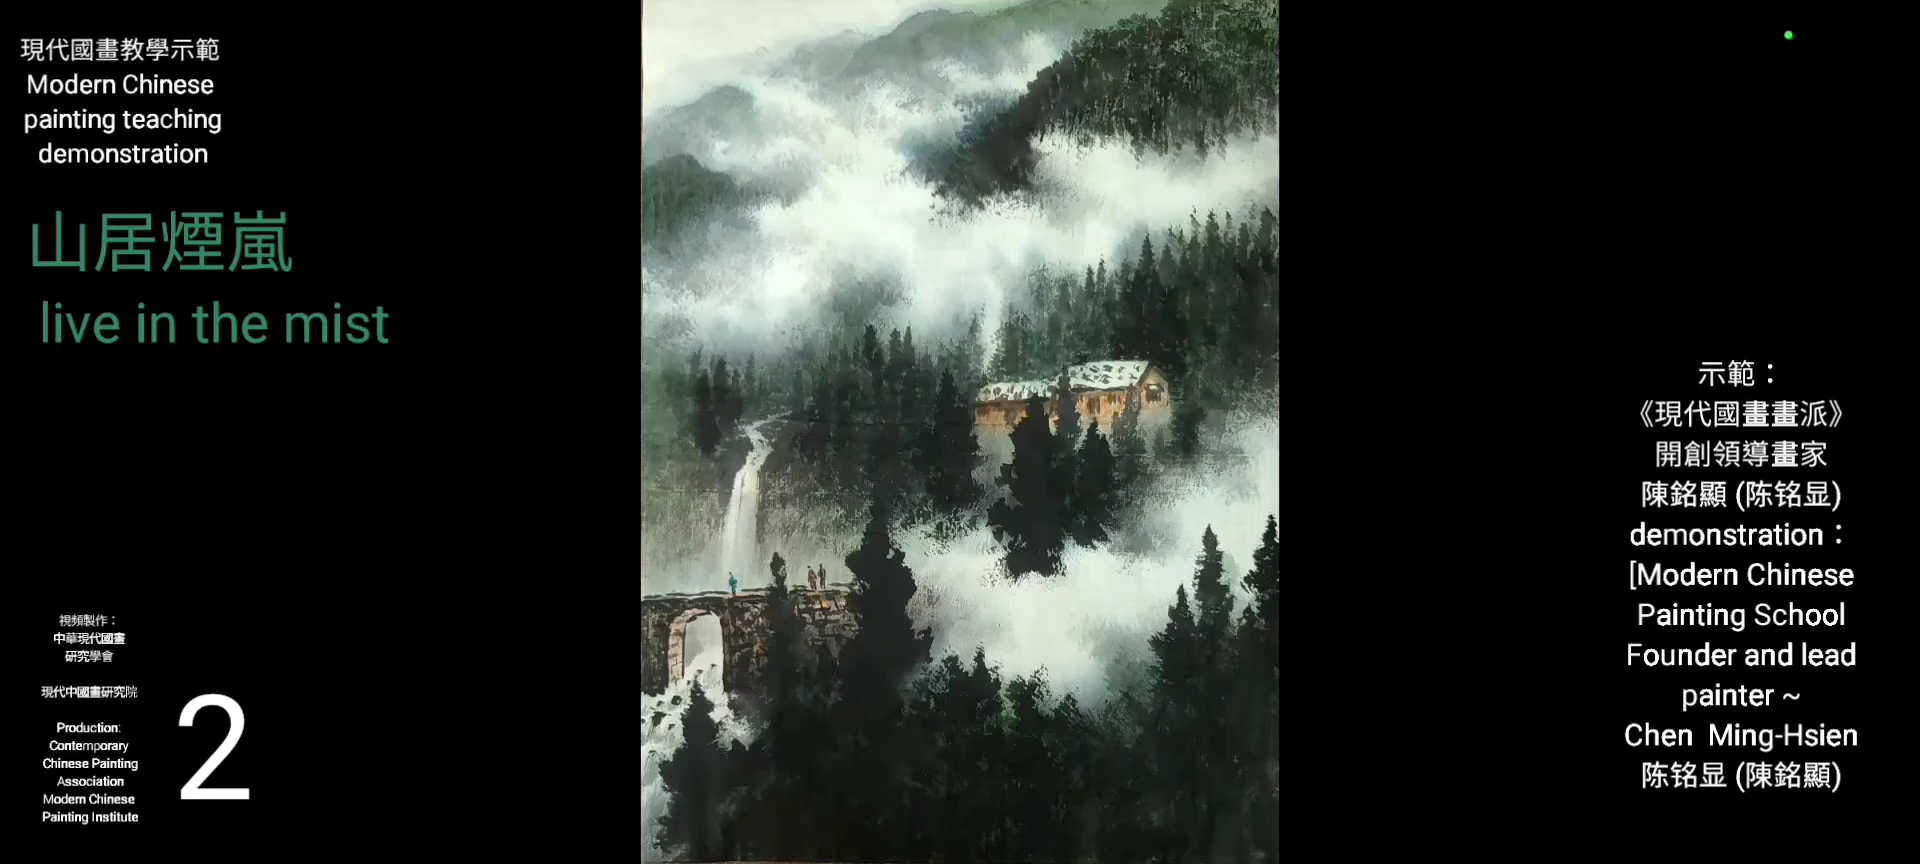 現代國畫教學示範
Modern Chinese
painting teaching
demonstration
山居煙嵐
live in the mist
視頻製作：
中華現代國畫
研究學會
現代中國畫研究院
Production:
Contemporary
Chinese Painting
Association
Modern Chinese
Painting Institute
2
示範：
《現代國畫畫派》
開創領導畫家
陳銘顯 (陈铭显)
demonstration：
[Modern Chinese
Painting School
Founder and lead
painter ~
Chen Ming-Hsien
陈铭显 (陳銘顯)